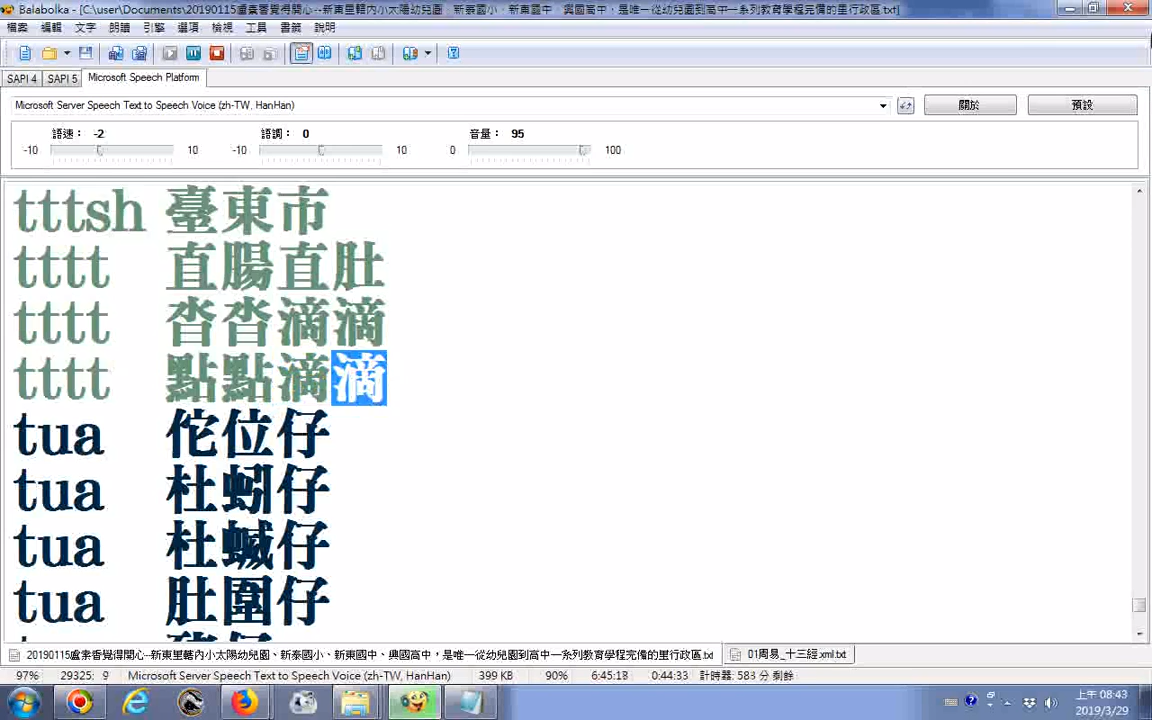 Balabolka - [C:\user\Documents\20190115盧素香覺得開心--新東里轄內小太陽幼兒園、新泰國小、新東國中、興國高中，是唯一從幼兒園到高中一系列教育學程完備的里行政區.txt]
檔案 編輯 文字 朗讀 引擎 選項 檢視 工具 書籤 說明
SAPI 4 SAPI 5 Microsoft Speech Platform
Microsoft Server Speech Text to Speech Voice (zh-TW, HanHan) 關於 預設
語速： -2 語調： 0 音量： 95
-10 10 -10 10 0 100
tttsh 臺東市
tttt 直腸直肚
tttt 沓沓滴滴
tttt 點點滴滴
tua 佗位仔
tua 杜蚓仔
tua 杜蝛仔
tua 肚圍仔
20190115盧素香覺得開心--新東里轄內小太陽幼兒園、新泰國小、新東國中、興國高中，是唯一從幼兒園到高中一系列教育學程完備的里行政區.txt 01周易_十三經.xml.txt
97% 29325: 9 Microsoft Server Speech Text to Speech Voice (zh-TW, HanHan) 399 KB 90% 6:45:18 0:44:33 計時器: 583 分 剩餘
上午 08:43
2019/3/29